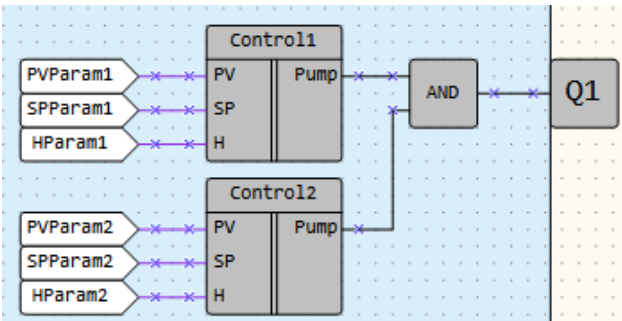 Control1
PVParam1 PV Pump
SPParam1 SP AND Q1
HParam1 H
Control2
PVParam2 PV Pump
SPParam2 SP
HParam2 H